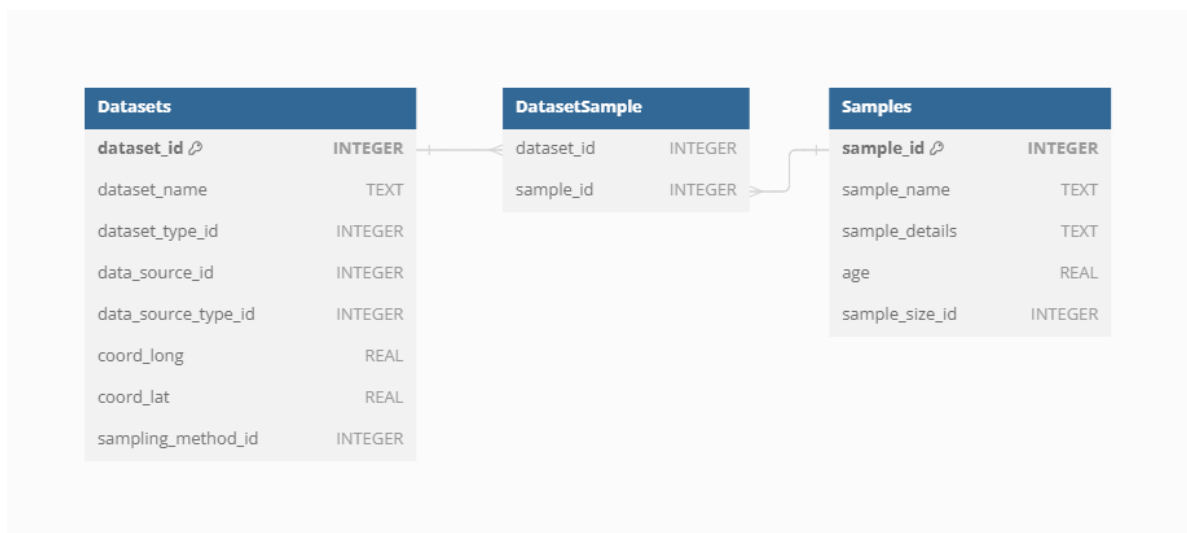 Datasets
dataset_id INTEGER
dataset_name TEXT
dataset_type_id INTEGER
data_source_id INTEGER
data_source_type_id INTEGER
coord_long REAL
coord_lat REAL
sampling_method_id INTEGER
DatasetSample
dataset_id INTEGER
sample_id INTEGER
Samples
sample_id INTEGER
sample_name TEXT
sample_details TEXT
age REAL
sample_size_id INTEGER